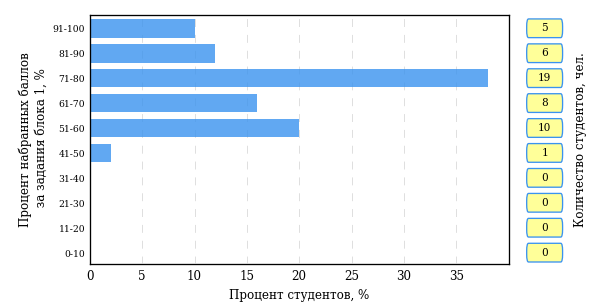 Процент набранных баллов
за задания блока 1, %
91-100 5
81-90 6
71-80 19
61-70 8
51-60 10
41-50 1
31-40 0
21-30 0
11-20 0
0-10 0
0 5 10 15 20 25 30 35
Процент студентов, %
Количество студентов, чел.